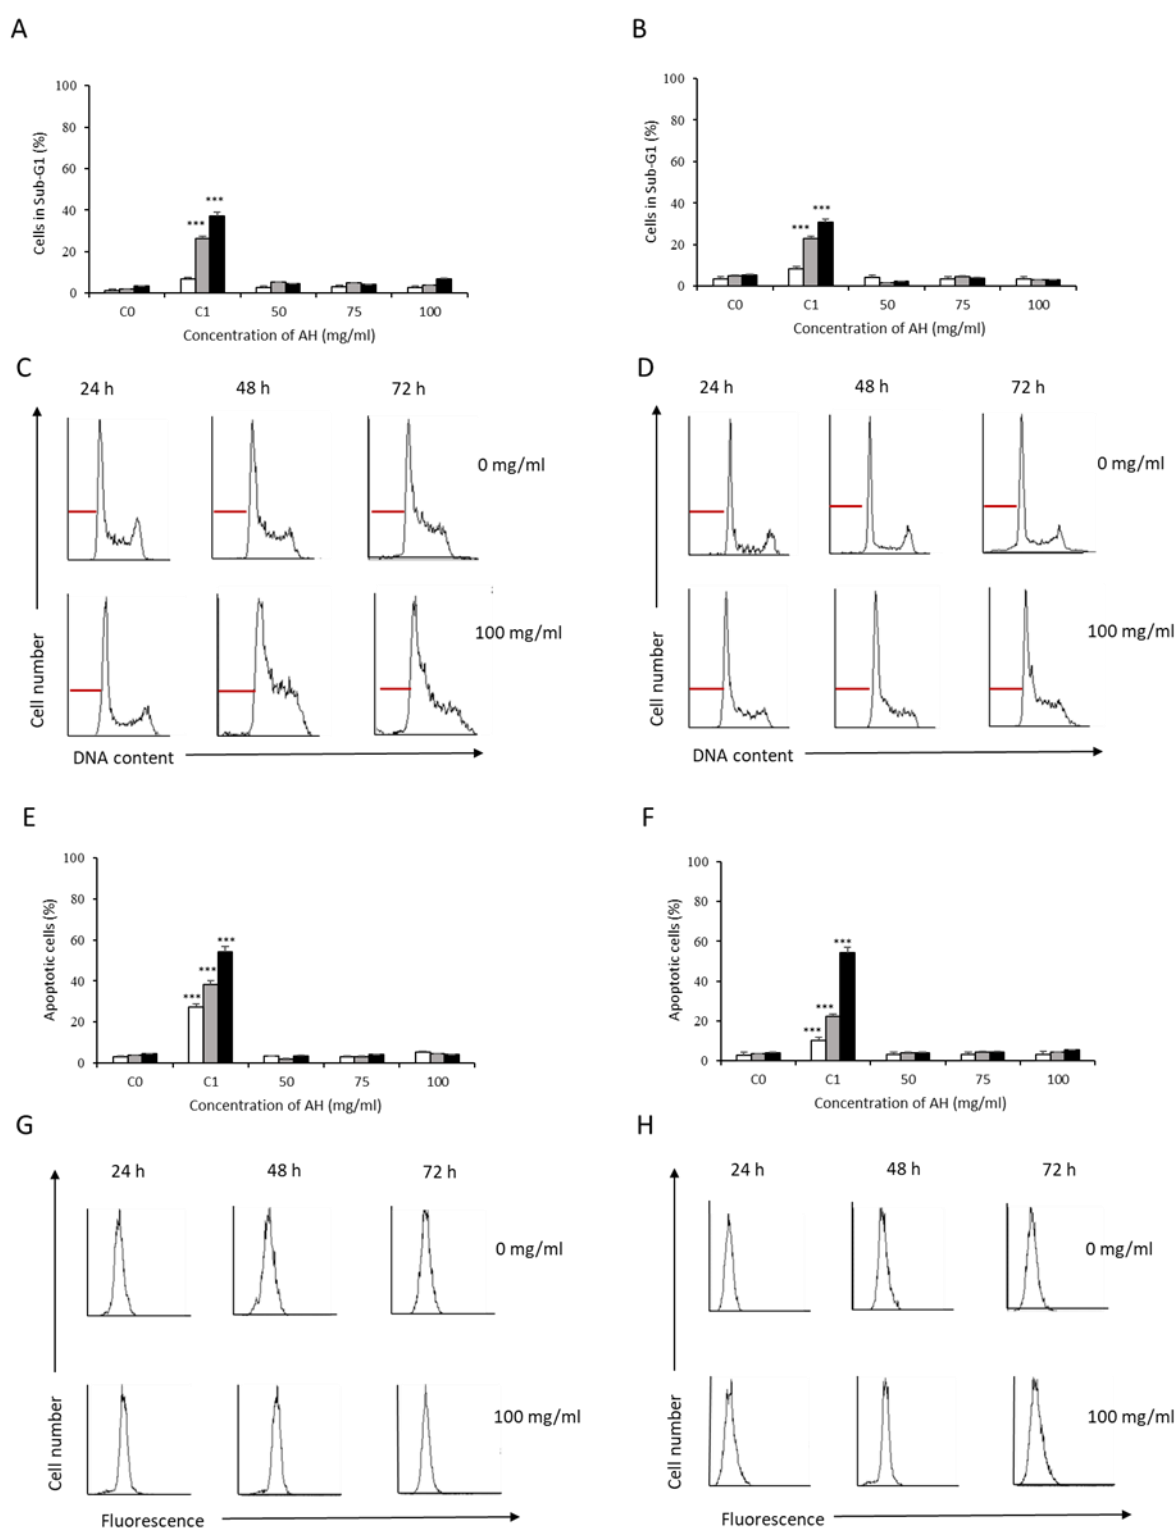 A
B
100
80
60
40
20
0
Cells in Sub-G1 (%)
*** ***
C0 C1 50 75 100
Concentration of AH (mg/ml)
100
80
60
40
20
0
Cells in Sub-G1 (%)
*** ***
C0 C1 50 75 100
Concentration of AH (mg/ml)
C
24 h 48 h 72 h
0 mg/ml
100 mg/ml
Cell number
DNA content
D
24 h 48 h 72 h
0 mg/ml
100 mg/ml
Cell number
DNA content
E
F
100
80
60
40
20
0
Apoptotic cells (%)
*** *** ***
C0 C1 50 75 100
Concentration of AH (mg/ml)
100
80
60
40
20
0
Apoptotic cells (%)
*** *** ***
C0 C1 50 75 100
Concentration of AH (mg/ml)
G
24 h 48 h 72 h
0 mg/ml
100 mg/ml
Cell number
Fluorescence
H
24 h 48 h 72 h
0 mg/ml
100 mg/ml
Cell number
Fluorescence